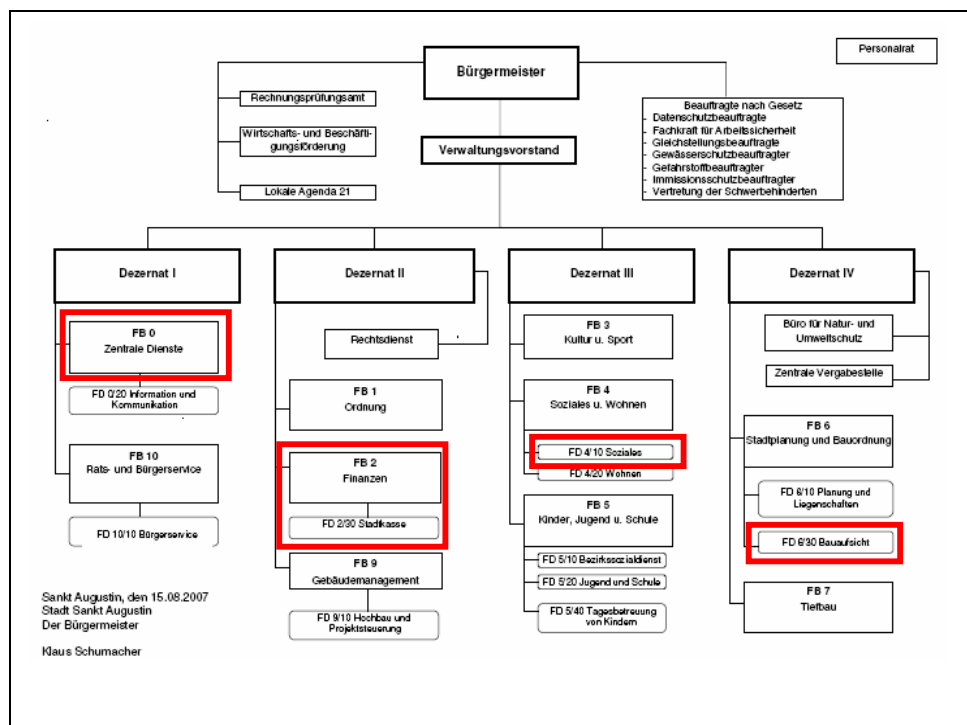 Personalrat
Bürgermeister
Rechnungsprüfungsamt
Wirtschafts- und Beschäfti-
gungsförderung
Lokale Agenda 21
Verwaltungsvorstand
Beauftragte nach Gesetz
- Datenschutzbeauftragte
- Fachkraft für Arbeitssicherheit
- Gleichstellungsbeauftragte
- Gewässerschutzbeauftragter
- Gefahrstoffbeauftragter
- Immissionsschutzbeauftragter
- Vertretung der Schwerbehinderten
Dezernat I
FB 0
Zentrale Dienste
FD 0/20 Information und
Kommunikation
FB 10
Rats- und Bürgerservice
FD 10/10 Bürgerservice
Dezernat II
Rechtsdienst
FB 1
Ordnung
FB 2
Finanzen
FD 2/30 Stadtkasse
FB 9
Gebäudemanagement
FD 9/10 Hochbau und
Projektsteuerung
Dezernat III
FB 3
Kultur u. Sport
FB 4
Soziales u. Wohnen
FD 4/10 Soziales
FD 4/20 Wohnen
FB 5
Kinder, Jugend u. Schule
FD 5/10 Bezirkssozialdienst
FD 5/20 Jugend und Schule
FD 5/40 Tagesbetreuung
von Kindern
Dezernat IV
Büro für Natur- und
Umweltschutz
Zentrale Vergabestelle
FB 6
Stadtplanung und Bauordnung
FD 6/10 Planung und
Liegenschalten
FD 6/30 Bauaufsicht
FB 7
Tiefbau
Sankt Augustin, den 15.08.2007
Stadt Sankt Augustin
Der Bürgermeister
Klaus Schumacher